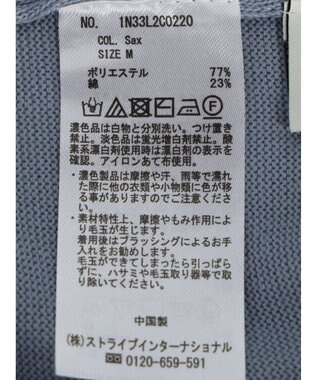 NO. 1N33L2C0220
COL. Sax
SIZE M
ポリエステル 77%
綿 23%
・濃色品は白物と分別洗い。つけ置き
禁止。淡色は蛍光増白剤禁止。酸
素系漂白剤使用時は漂白剤の表示を
確認。アイロンあて布使用。
・濃色製品は摩擦や汗、雨等で濡れ
た際に他の衣類や小物類に色が移
る事がありますのでご注意くださ
い。
・素材特性上、摩擦やもみ作用によ
り毛玉が生じます。
着用後はブラッシングによるお手
入れをお勧めします。
毛玉ができてしまったら引っぱら
ずに、ハサミや毛玉取り器等で取
り除いてください。
中国製
(株)ストライプインターナショナル
0120-659-591